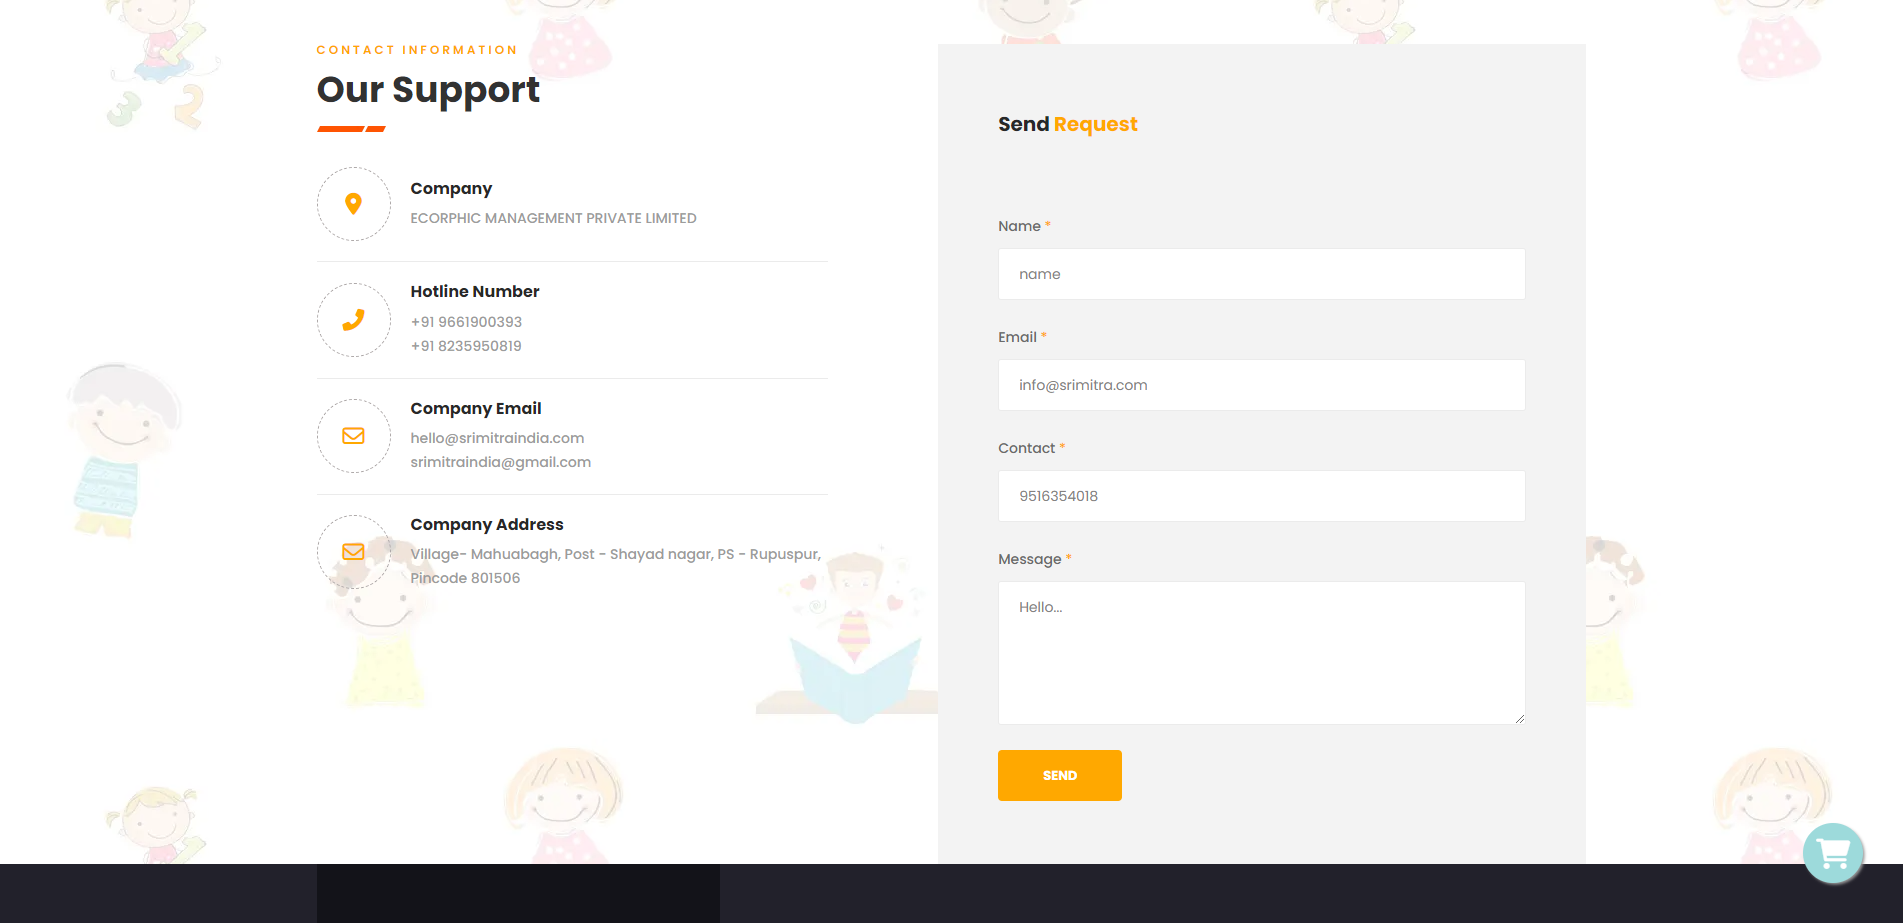 CONTACT INFORMATION
Our Support
Company
ECORPHIC MANAGEMENT PRIVATE LIMITED
Hotline Number
+91 9661900393
+91 8235950819
Company Email
hello@srimitraindia.com
srimitraindia@gmail.com
Company Address
Village- Mahuabagh, Post - Shayad nagar, PS - Rupuspur,
Pincode 801506
Send Request
Name *
name
Email *
info@srimitra.com
Contact *
9516354018
Message *
Hello...
SEND